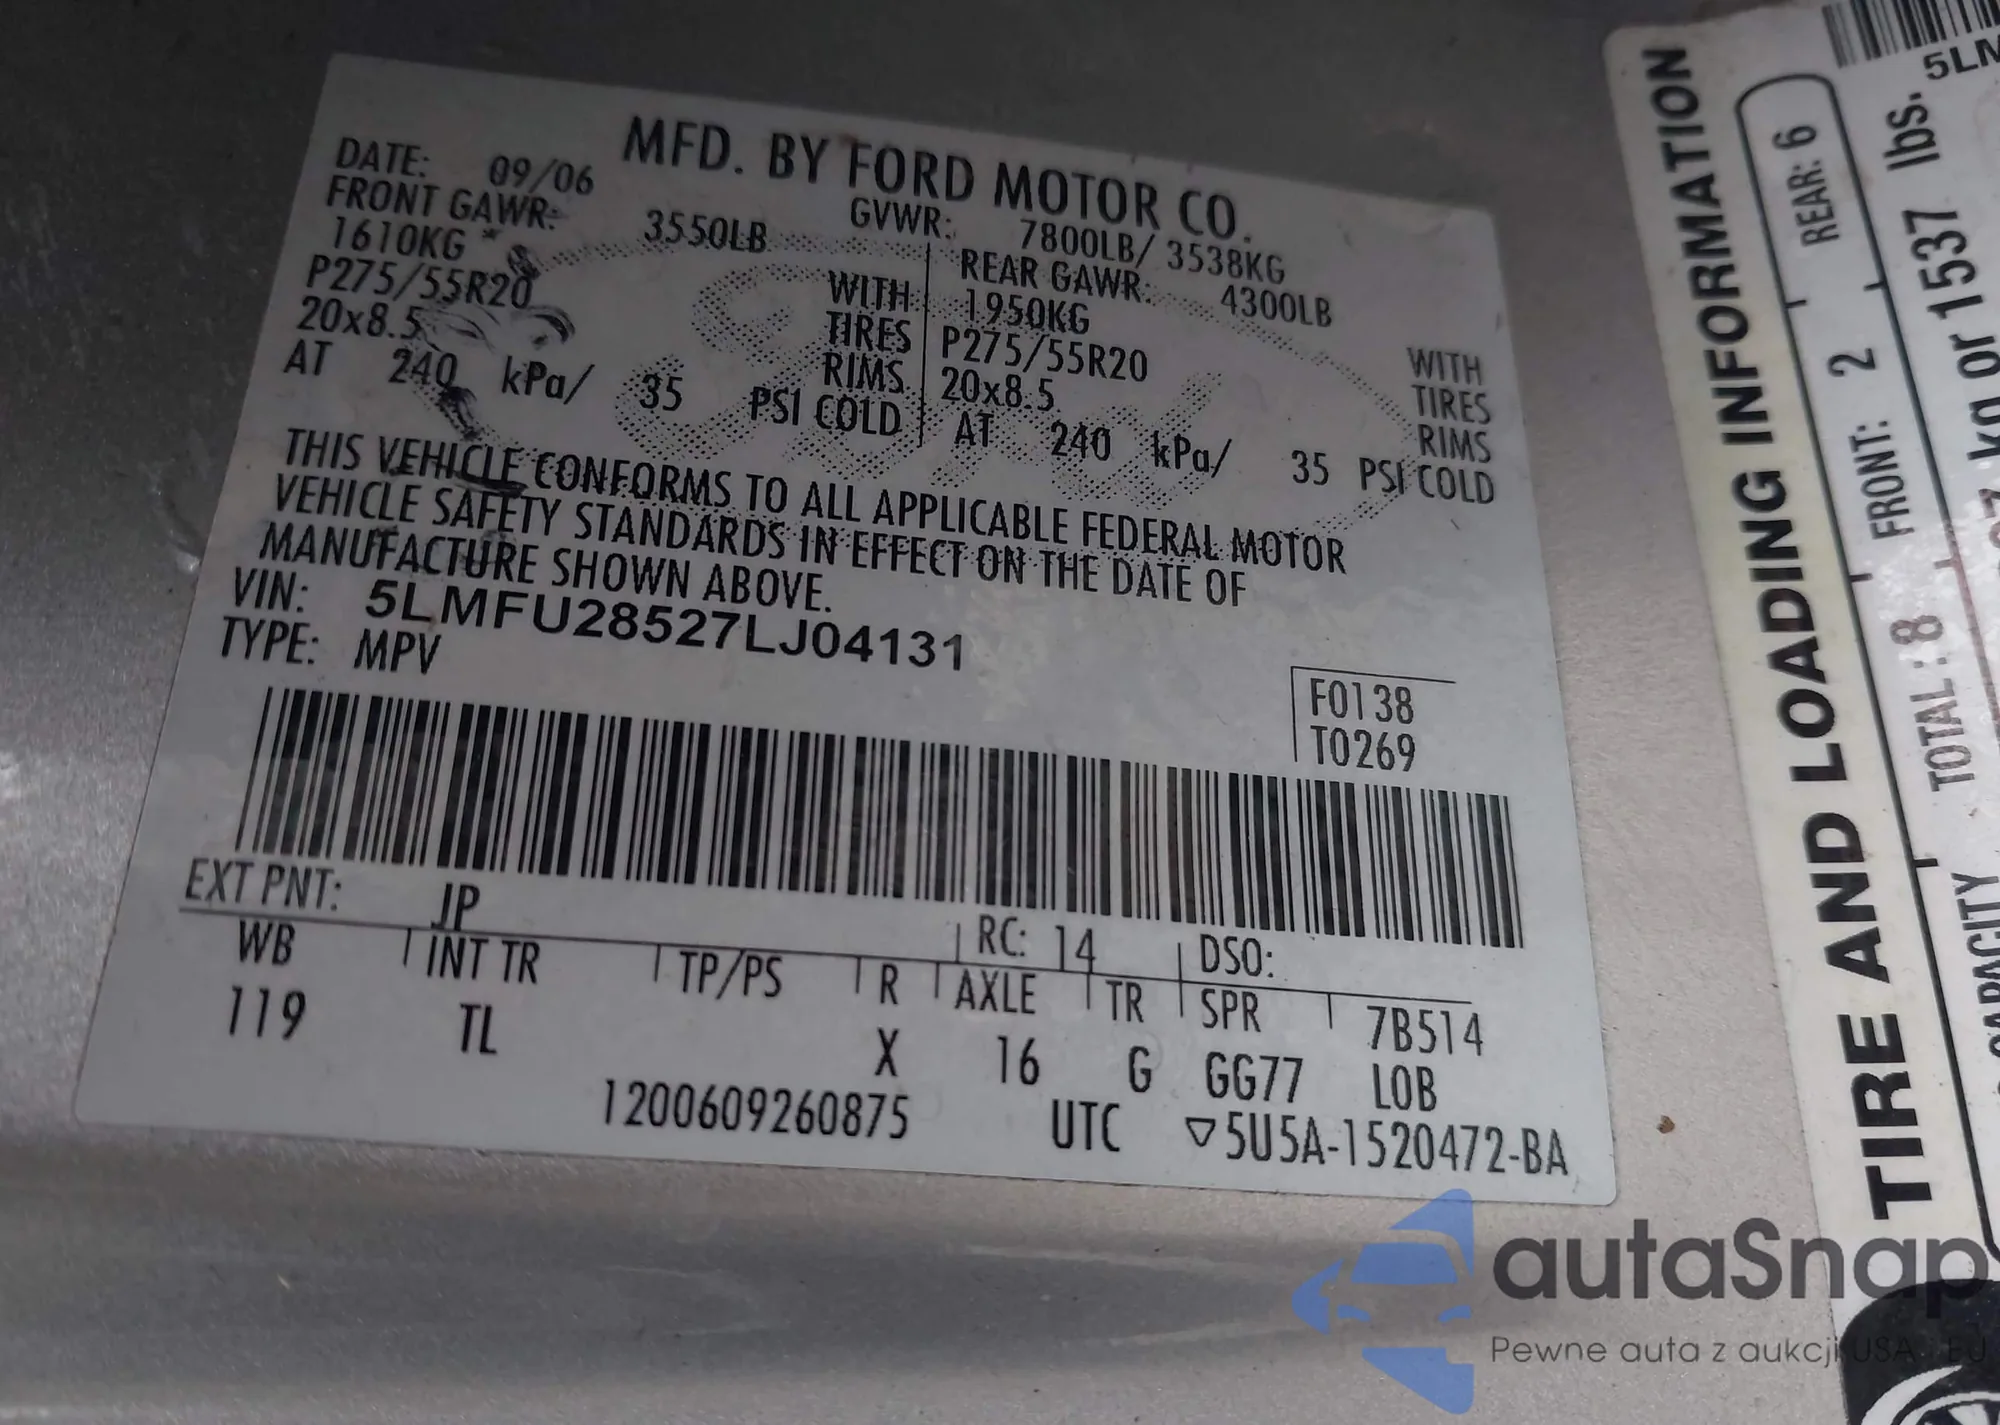 MFD. BY FORD MOTOR CO.
DATE: 09/06 GVWR: 7800LB/ 3538KG
FRONT GAWR: 3550LB REAR GAWR: 4300LB
1610KG WITH 1950KG WITH
P275/55R20 TIRES P275/55R20 TIRES
20x8.5 RIMS 20x8.5 RIMS
AT 240 kPa/ 35 PSI COLD AT 240 kPa/ 35 PSI COLD
THIS VEHICLE CONFORMS TO ALL APPLICABLE FEDERAL MOTOR
VEHICLE SAFETY STANDARDS IN EFFECT ON THE DATE OF
MANUFACTURE SHOWN ABOVE.
VIN: 5LMFU28527LJ04131
TYPE: MPV
F0138
T0269
EXT PNT: JP RC: 14 DSO:
WB INT TR TP/PS R AXLE TR SPR 7B514
119 TL X 16 G GG77 LOB
1200609260875 UTC ▽5U5A-1520472-BA
TIRE AND LOADING INFORMATION
TOTAL : 8 FRONT: 2 REAR: 6
CAPACITY
kg or 1537 lbs.
5LM
autaSnap
Pewne auta z aukcji USA i EU